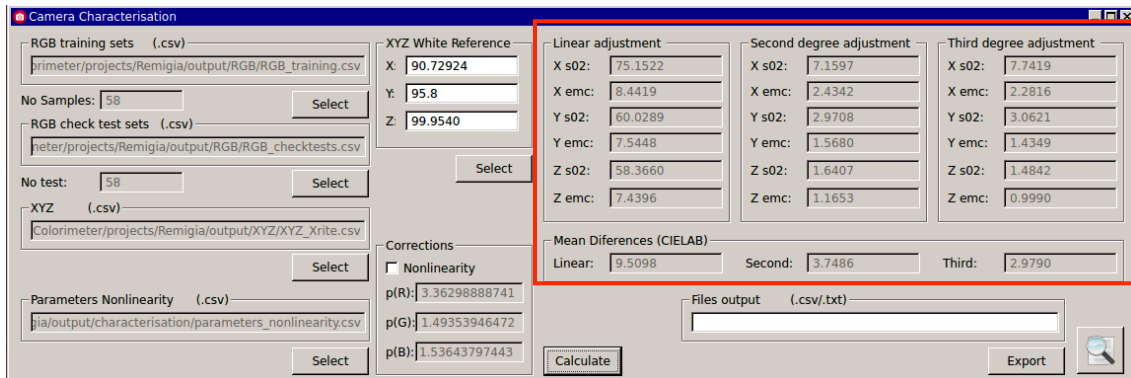 Camera Characterisation
RGB training sets (.csv)
orimeter/projects/Remigia/output/RGB/RGB_training.csv
No Samples: 58
Select
RGB check test sets (.csv)
neter/projects/Remigia/output/RGB/RGB_checktests.csv
No test: 58
Select
XYZ (.csv)
Colorimeter/projects/Remigia/output/XYZ/XYZ_Xrite.csv
Select
Parameters Nonlinearity (.csv)
gia/output/characterisation/parameters_nonlinearity.csv
Select
XYZ White Reference
X: 90.72924
Y: 95.8
Z: 99.9540
Select
Corrections
Nonlinearity
p(R): 3.36298888741
p(G): 1.49353946472
p(B): 1.53643797443
Linear adjustment
X s02: 75.1522
X emc: 8.4419
Y s02: 60.0289
Y emc: 7.5448
Z s02: 58.3660
Z emc: 7.4396
Second degree adjustment
X s02: 7.1597
X emc: 2.4342
Y s02: 2.9708
Y emc: 1.5680
Z s02: 1.6407
Z emc: 1.1653
Third degree adjustment
X s02: 7.7419
X emc: 2.2816
Y s02: 3.0621
Y emc: 1.4349
Z s02: 1.4842
Z emc: 0.9990
Mean Diferences (CIELAB)
Linear: 9.5098 Second: 3.7486 Third: 2.9790
Files output (.csv/.txt)
Calculate
Export